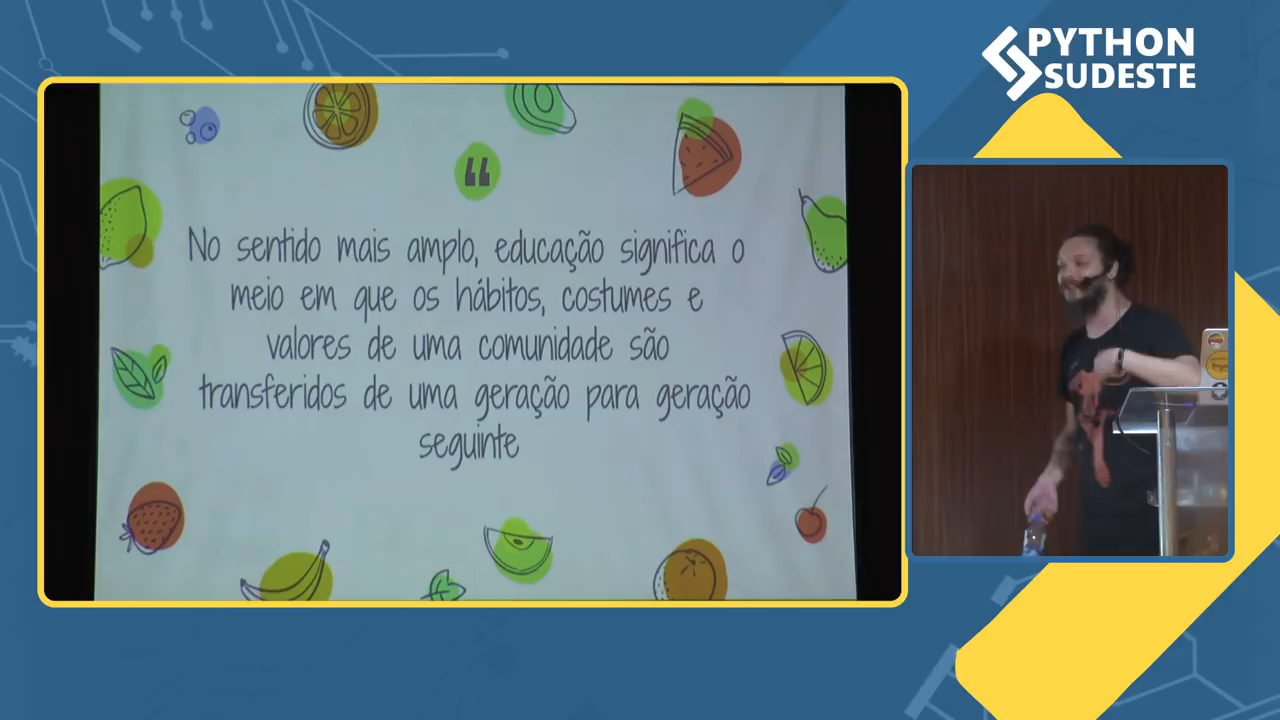 PYTHON
SUDESTE
“
No sentido mais amplo, educação significa o
meio em que os hábitos, costumes e
valores de uma comunidade são
transferidos de uma geração para geração
seguinte